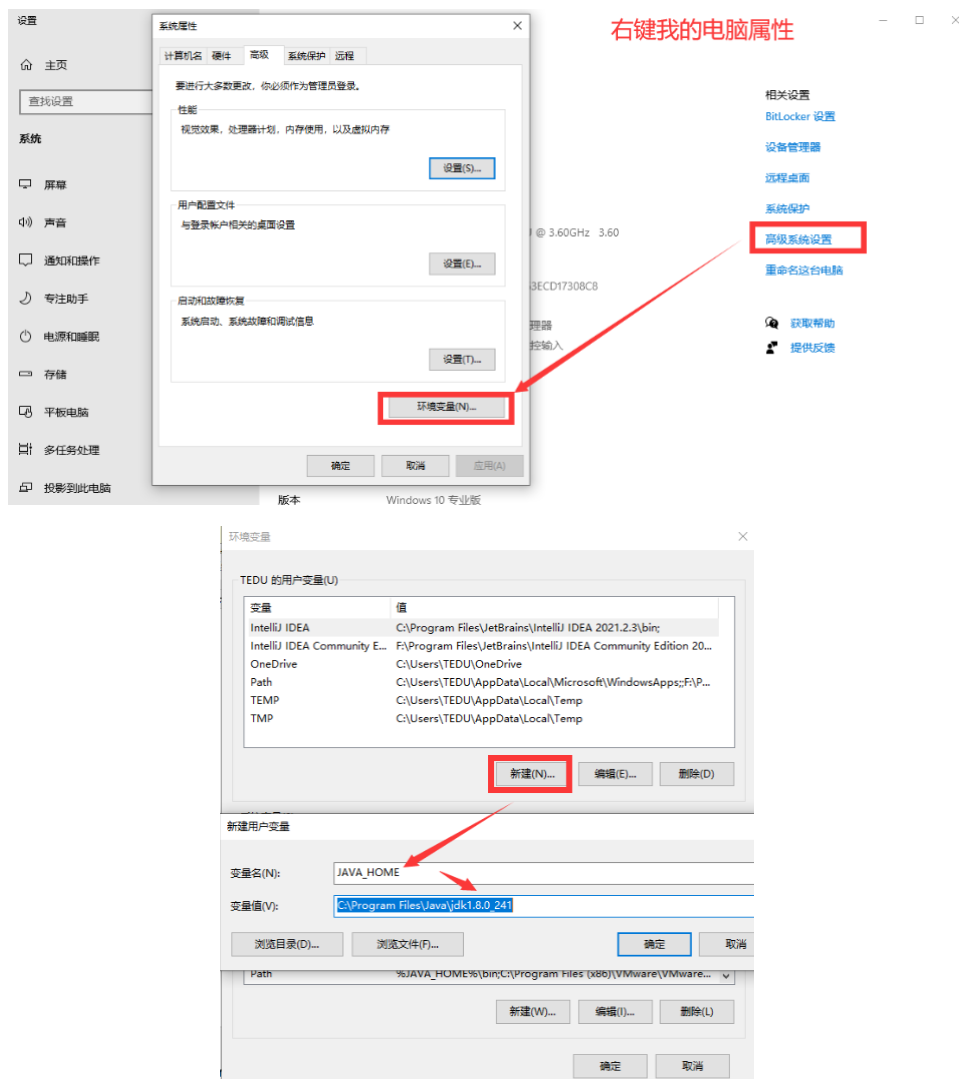 设置
系统属性
右键我的电脑属性
主页
计算机名 硬件 高级 系统保护 远程
要进行大多数更改，你必须作为管理员登录。
查找设置
性能
相关设置
视觉效果，处理器计划，内存使用，以及虚拟内存
BitLocker 设置
系统
设备管理器
设置(S)...
远程桌面
屏幕
用户配置文件
系统保护
声音
与登录帐户相关的桌面设置
@ 3.60GHz 3.60
高级系统设置
通知和操作
设置(E)...
重命名这台电脑
3ECD17308C8
专注助手
启动和故障恢复
系统启动、系统故障和调试信息
理器
获取帮助
电源和睡眠
控输入
提供反馈
设置(T)...
存储
环境变量(N)...
平板电脑
多任务处理
确定 取消 应用(A)
投影到此电脑
版本 Windows 10 专业版
环境变量
TEDU 的用户变量(U)
变量 值
IntelliJ IDEA C:\Program Files\JetBrains\IntelliJ IDEA 2021.2.3\bin;
IntelliJ IDEA Community E... F:\Program Files\JetBrains\IntelliJ IDEA Community Edition 20...
OneDrive C:\Users\TEDU\OneDrive
Path C:\Users\TEDU\AppData\Local\Microsoft\WindowsApps;;F:\P...
TEMP C:\Users\TEDU\AppData\Local\Temp
TMP C:\Users\TEDU\AppData\Local\Temp
新建(N)... 编辑(E)... 删除(D)
新建用户变量
变量名(N): JAVA_HOME
变量值(V): C:\Program Files\Java\jdk1.8.0_241
浏览目录(D)... 浏览文件(F)... 确定 取消
Path %JAVA_HOME%\bin;C:\Program Files (x86)\VMware\VMware...
新建(W)... 编辑(I)... 删除(L)
确定 取消